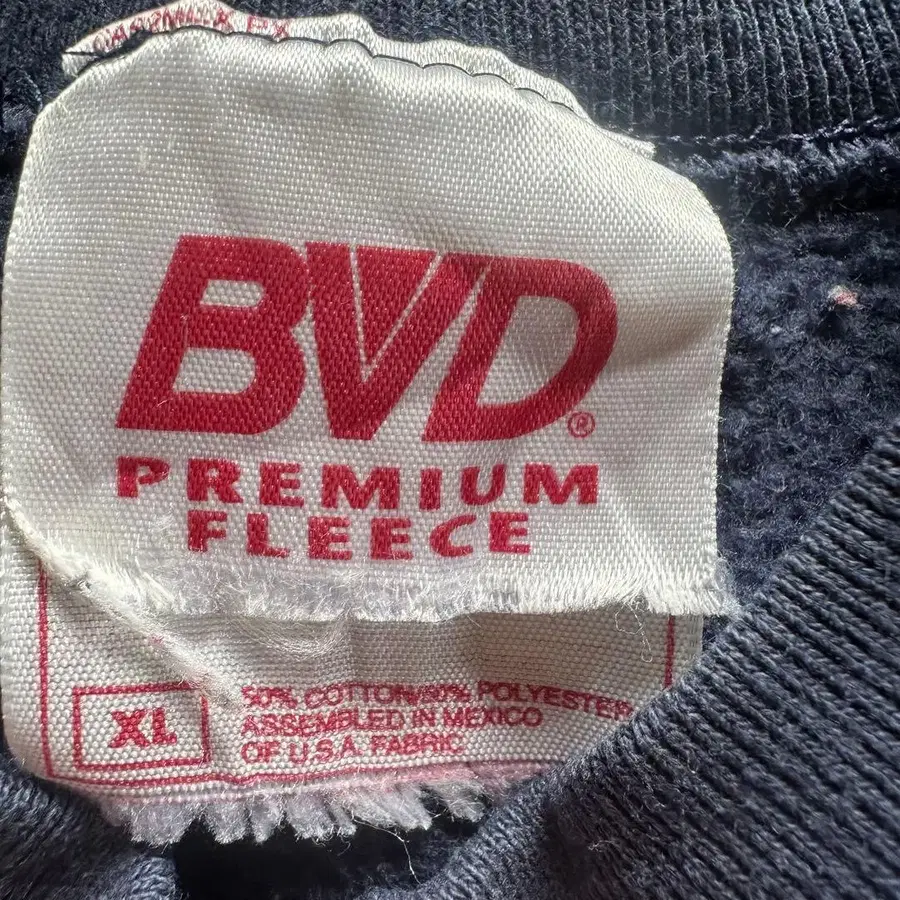 BVD®
PREMIUM
FLEECE
XL
50% COTTON/50% POLYESTER
ASSEMBLED IN MEXICO
OF U.S.A. FABRIC